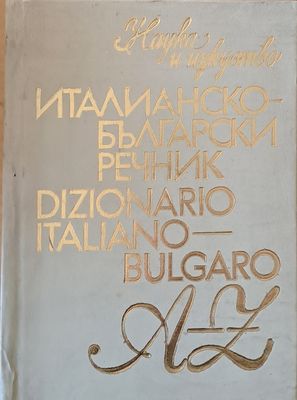 Наука
и изкуство
ИТАЛИАНСКО-
БЪЛГАРСКИ
РЕЧНИК
DIZIONARIO
ITALIANO—
BULGARO
A-Z